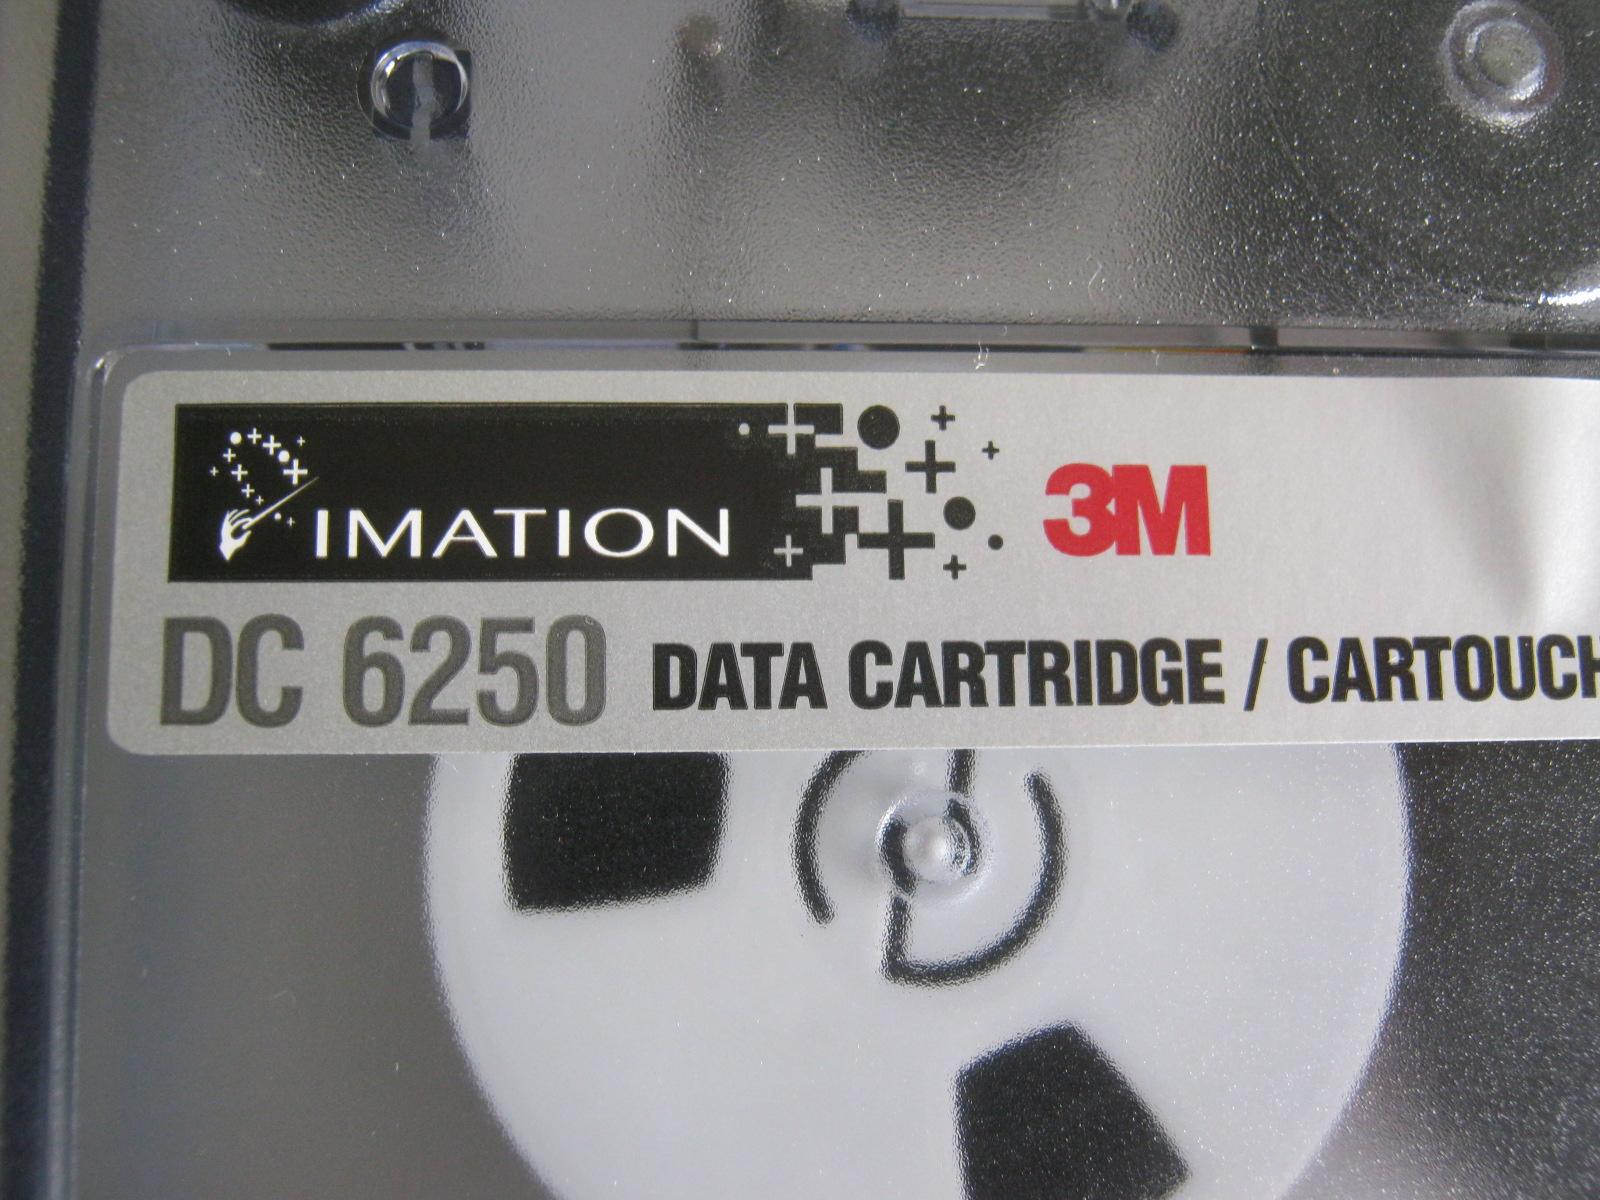 IMATION 3M
DC 6250 DATA CARTRIDGE / CARTOUCH